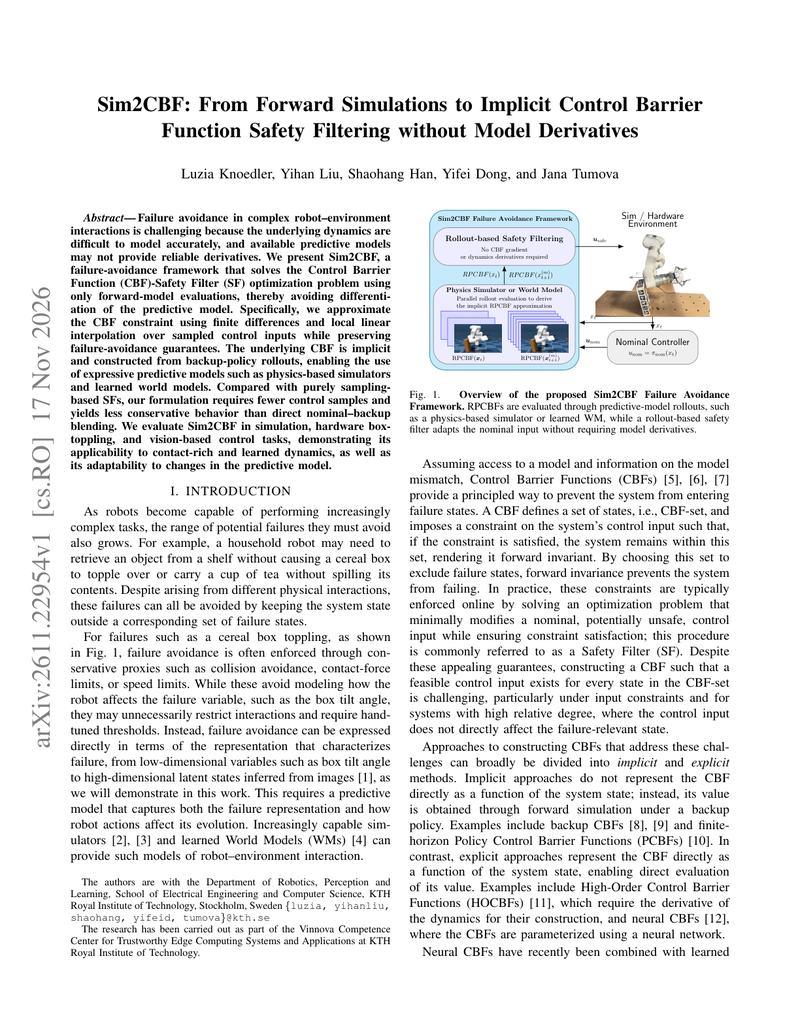 Sim2CBF: From Forward Simulations to Implicit Control Barrier
Function Safety Filtering without Model Derivatives
Luzia Knoedler, Yihan Liu, Shaohang Han, Yifei Dong, and Jana Tumova
arXiv:2611.22954v1 [cs.RO] 17 Nov 2026
Abstract—Failure avoidance in complex robot–environment
interactions is challenging because the underlying dynamics are
difficult to model accurately, and available predictive models
may not provide reliable derivatives. We present Sim2CBF, a
failure-avoidance framework that solves the Control Barrier
Function (CBF)-Safety Filter (SF) optimization problem using
only forward-model evaluations, thereby avoiding differenti-
ation of the predictive model. Specifically, we approximate
the CBF constraint using finite differences and local linear
interpolation over sampled control inputs while preserving
failure-avoidance guarantees. The underlying CBF is implicit
and constructed from backup-policy rollouts, enabling the use
of expressive predictive models such as physics-based simulators
and learned world models. Compared with purely sampling-
based SFs, our formulation requires fewer control samples and
yields less conservative behavior than direct nominal–backup
blending. We evaluate Sim2CBF in simulation, hardware box-
toppling, and vision-based control tasks, demonstrating its
applicability to contact-rich and learned dynamics, as well as
its adaptability to changes in the predictive model.
I. INTRODUCTION
As robots become capable of performing increasingly
complex tasks, the range of potential failures they must avoid
also grows. For example, a household robot may need to
retrieve an object from a shelf without causing a cereal box
to topple over or carry a cup of tea without spilling its
contents. Despite arising from different physical interactions,
these failures can all be avoided by keeping the system state
outside a corresponding set of failure states.
For failures such as a cereal box toppling, as shown
in Fig. 1, failure avoidance is often enforced through con-
servative proxies such as collision avoidance, contact-force
limits, or speed limits. While these avoid modeling how the
robot affects the failure variable, such as the box tilt angle,
they may unnecessarily restrict interactions and require hand-
tuned thresholds. Instead, failure avoidance can be expressed
directly in terms of the representation that characterizes
failure, from low-dimensional variables such as box tilt angle
to high-dimensional latent states inferred from images [1], as
we will demonstrate in this work. This requires a predictive
model that captures both the failure representation and how
robot actions affect its evolution. Increasingly capable sim-
ulators [2], [3] and learned World Models (WMs) [4] can
provide such models of robot–environment interaction.
The authors are with the Department of Robotics, Perception and
Learning, School of Electrical Engineering and Computer Science, KTH
Royal Institute of Technology, Stockholm, Sweden {luzia, yihanliu,
shaohang, yifeid, tumova}@kth.se
The research has been carried out as part of the Vinnova Competence
Center for Trustworthy Edge Computing Systems and Applications at KTH
Royal Institute of Technology.
Sim2CBF Failure Avoidance Framework
Rollout-based Safety Filtering
No CBF gradient
or dynamics derivatives required
Physics Simulator or World Model
Parallel rollout evaluation to derive
the implicit RPCBF approximation
Sim / Hardware
Environment
Nominal Controller
Fig. 1. Overview of the proposed Sim2CBF Failure Avoidance
Framework. RPCBFs are evaluated through predictive-model rollouts, such
as a physics-based simulator or learned WM, while a rollout-based safety
filter adapts the nominal input without requiring model derivatives.
Assuming access to a model and information on the model
mismatch, Control Barrier Functions (CBFs) [5], [6], [7]
provide a principled way to prevent the system from entering
failure states. A CBF defines a set of states, i.e., CBF-set, and
imposes a constraint on the system's control input such that,
if the constraint is satisfied, the system remains within this
set, rendering it forward invariant. By choosing this set to
exclude failure states, forward invariance prevents the system
from failing. In practice, these constraints are typically
enforced online by solving an optimization problem that
minimally modifies a nominal, potentially unsafe, control
input while ensuring constraint satisfaction; this procedure
is commonly referred to as a Safety Filter (SF). Despite
these appealing guarantees, constructing a CBF such that a
feasible control input exists for every state in the CBF-set
is challenging, particularly under input constraints and for
systems with high relative degree, where the control input
does not directly affect the failure-relevant state.
Approaches to constructing CBFs that address these chal-
lenges can broadly be divided into implicit and explicit
methods. Implicit approaches do not represent the CBF
directly as a function of the system state; instead, its value
is obtained through forward simulation under a backup
policy. Examples include backup CBFs [8], [9] and finite-
horizon Policy Control Barrier Functions (PCBFs) [10]. In
contrast, explicit approaches represent the CBF directly as
a function of the system state, enabling direct evaluation
of its value. Examples include High-Order Control Barrier
Functions (HOCBFs) [11], which require the derivative of
the dynamics for their construction, and neural CBFs [12],
where the CBFs are parameterized using a neural network.
Neural CBFs have recently been combined with learned